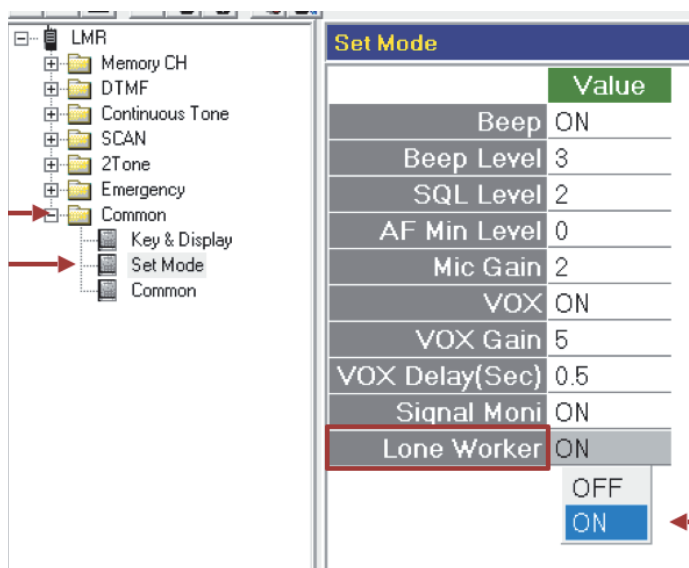 LMR
Memory CH
DTMF
Continuous Tone
SCAN
2Tone
Emergency
Common
Key & Display
Set Mode
Common
Set Mode
Value
Beep ON
Beep Level 3
SQL Level 2
AF Min Level 0
Mic Gain 2
VOX ON
VOX Gain 5
VOX Delay(Sec) 0.5
Signal Moni ON
Lone Worker ON
OFF
ON